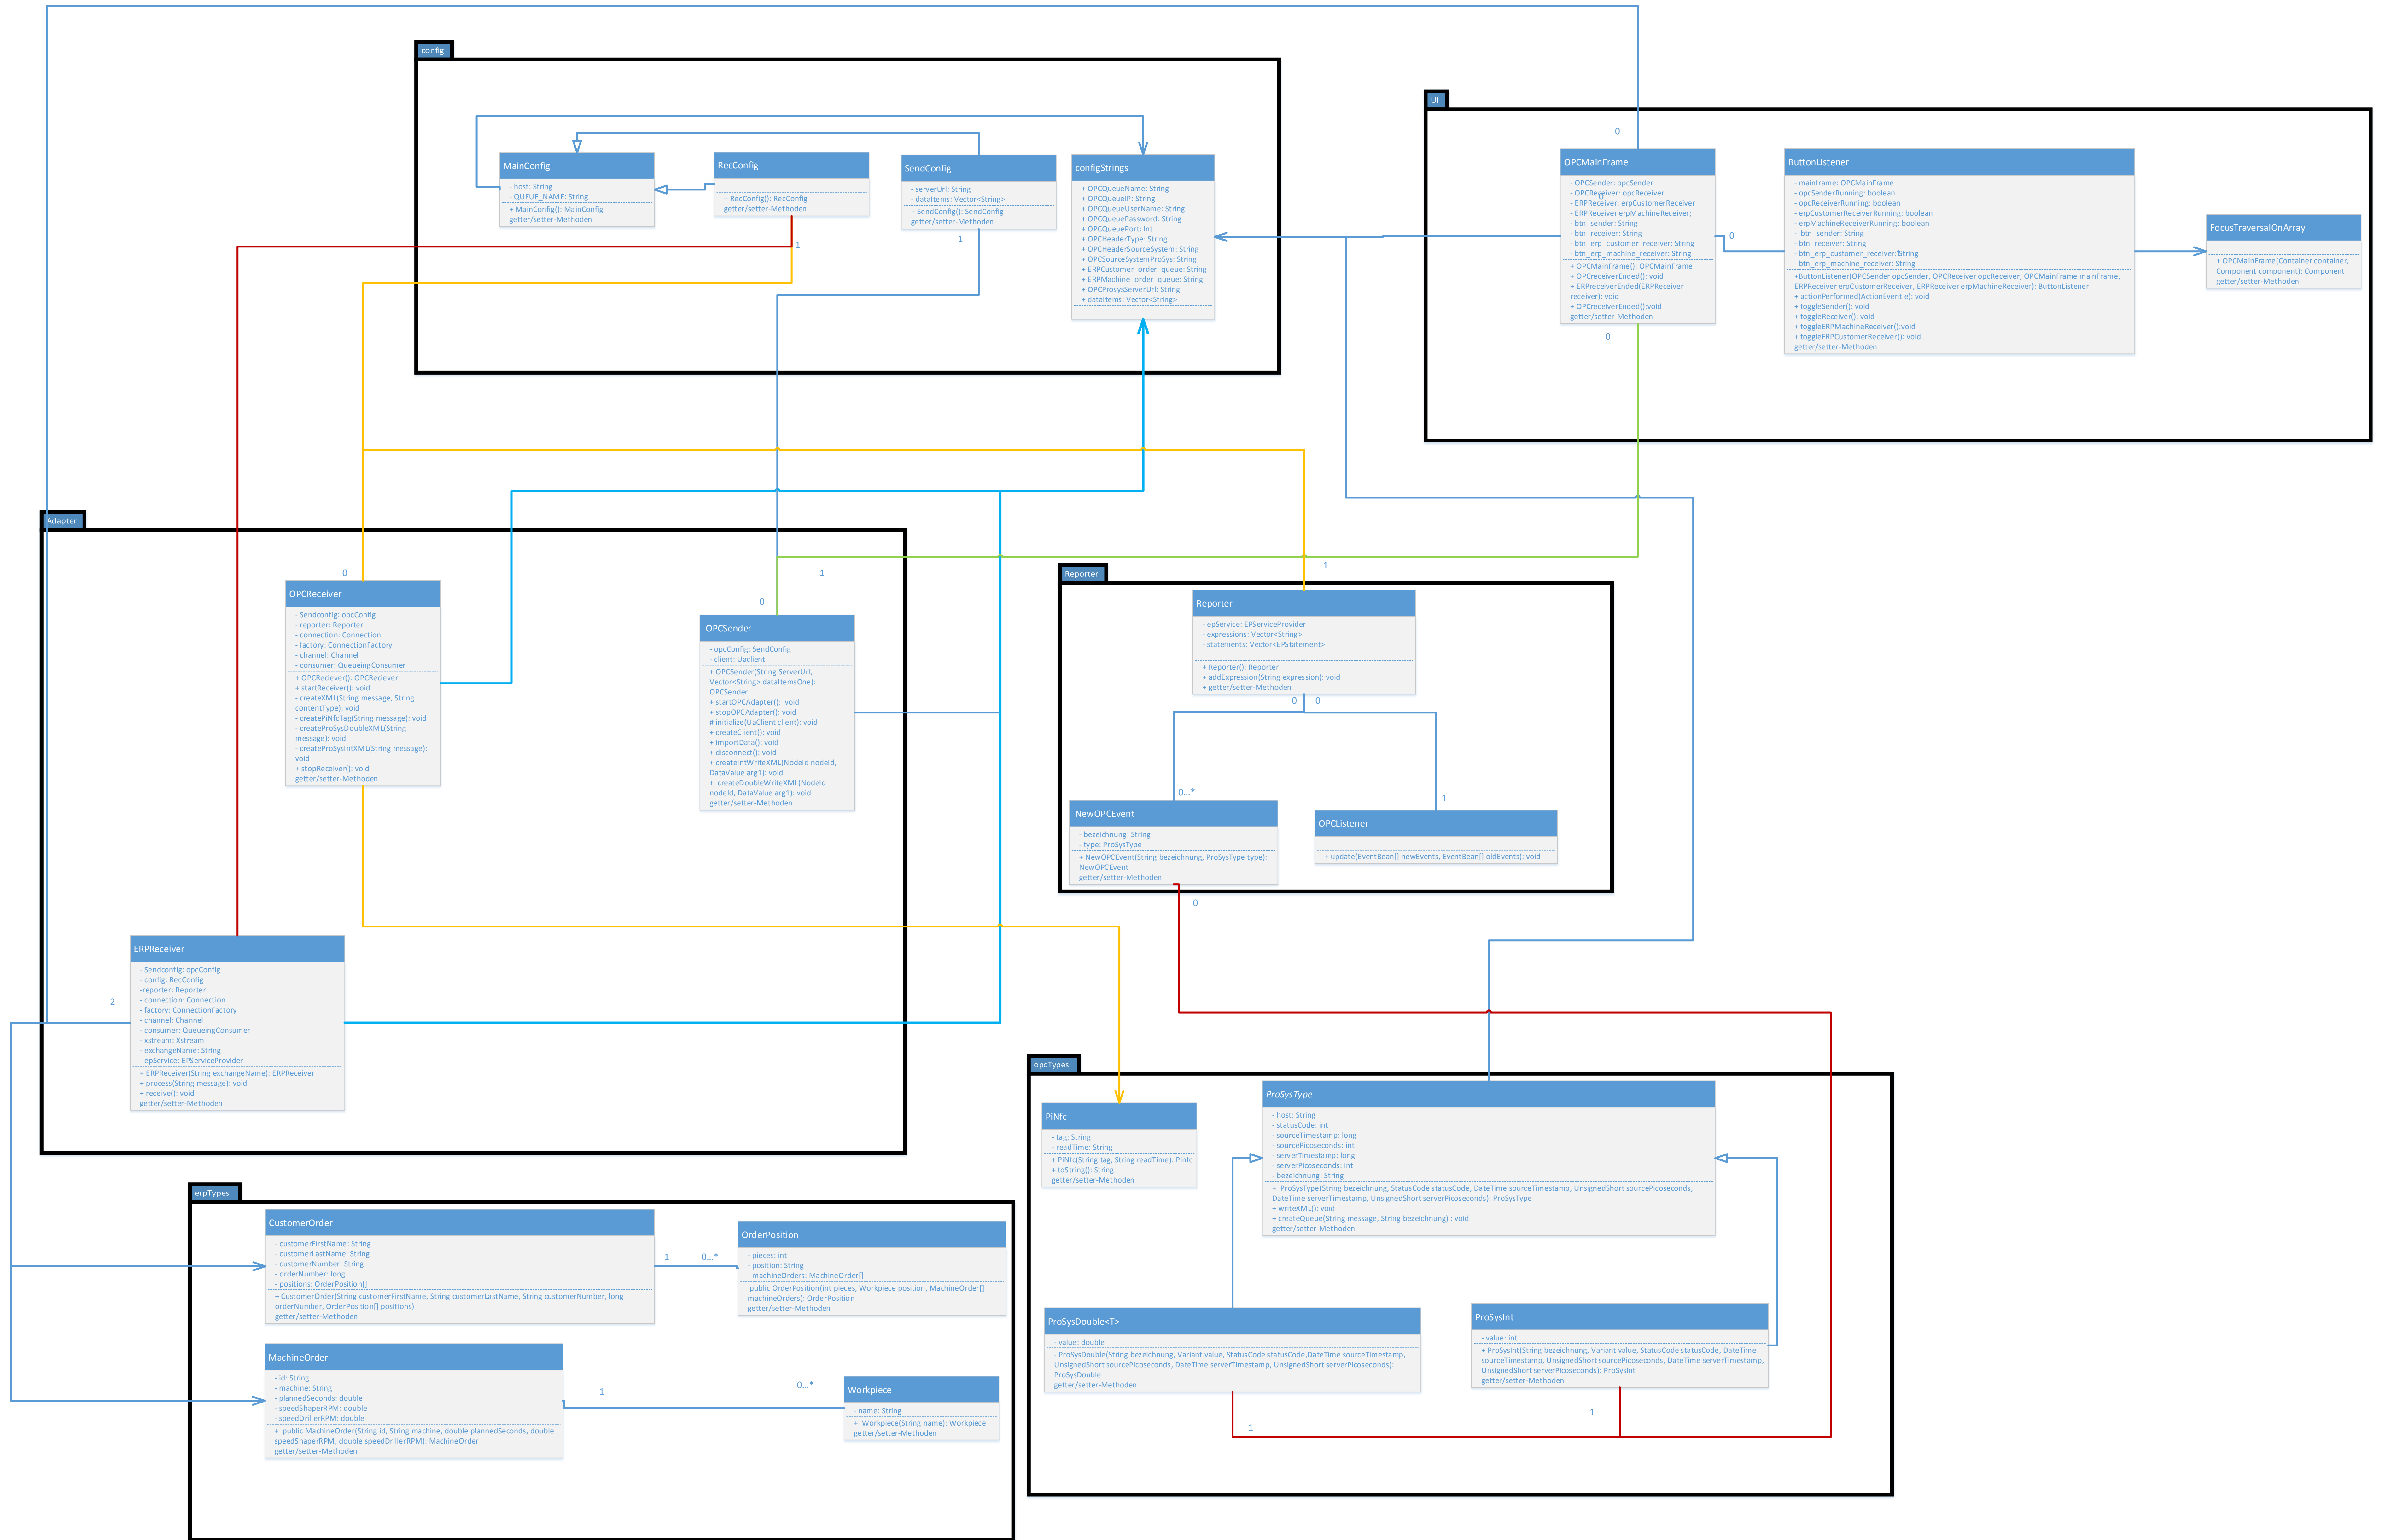 config
MainConfig
- host: String
- QUEUE_NAME: String
+ MainConfig(): MainConfig
getter/setter-Methoden
RecConfig
+ RecConfig(): RecConfig
getter/setter-Methoden
1
SendConfig
- serverUrl: String
- dataItems: Vector<String>
+ SendConfig(): SendConfig
getter/setter-Methoden
1
configStrings
+ OPCQueueName: String
+ OPCQueueIP: String
+ OPCQueueUserName: String
+ OPCQueuePassword: String
+ OPCQueuePort: Int
+ OPCHeaderType: String
+ OPCHeaderSourceSystem: String
+ OPCSourceSystemProSys: String
+ ERPCustomer_order_queue: String
+ ERPMachine_order_queue: String
+ OPCProsysServerUrl: String
+ dataItems: Vector<String>
UI
0
OPCMainFrame
- OPCSender: opcSender
- OPCReceiver: opcReceiver
0
- ERPReceiver: erpCustomerReceiver
- ERPReceiver erpMachineReceiver;
- btn_sender: String
- btn_receiver: String
- btn_erp_customer_receiver: String
- btn_erp_machine_receiver: String
+ OPCMainFrame(): OPCMainFrame
+ OPCreceiverEnded(): void
+ ERPreceiverEnded(ERPReceiver
receiver): void
+ OPCreceiverEnded():void
getter/setter-Methoden
0
0
ButtonListener
- mainframe: OPCMainFrame
- opcSenderRunning: boolean
- opcReceiverRunning: boolean
- erpCustomerReceiverRunning: boolean
- erpMachineReceiverRunning: boolean
-  btn_sender: String
- btn_receiver: String
- btn_erp_customer_receiver: String
1
- btn_erp_machine_receiver: String
+ButtonListener(OPCSender opcSender, OPCReceiver opcReceiver, OPCMainFrame mainFrame,
ERPReceiver erpCustomerReceiver, ERPReceiver erpMachineReceiver): ButtonListener
+ actionPerformed(ActionEvent e): void
+ toggleSender(): void
+ toggleReceiver(): void
+ toggleERPMachineReceiver():void
+ toggleERPCustomerReceiver(): void
getter/setter-Methoden
FocusTraversalOnArray
+ OPCMainFrame(Container container,
Component component): Component
getter/setter-Methoden
Adapter
0
OPCReceiver
- Sendconfig: opcConfig
- reporter: Reporter
- connection: Connection
- factory: ConnectionFactory
- channel: Channel
- consumer: QueueingConsumer
+ OPCReciever(): OPCReciever
+ startReceiver(): void
- createXML(String message, String
contentType): void
- createPiNfcTag(String message): void
- createProSysDoubleXML(String
message): void
- createProSysIntXML(String message):
void
+ stopReceiver(): void
getter/setter-Methoden
1
0
OPCSender
- opcConfig: SendConfig
- client: Uaclient
+ OPCSender(String ServerUrl,
Vector<String> dataItemsOne):
OPCSender
+ startOPCAdapter():  void
+ stopOPCAdapter(): void
# initialize(UaClient client): void
+ createClient(): void
+ importData(): void
+ disconnect(): void
+ createIntWriteXML(NodeId nodeId,
DataValue arg1): void
+  createDoubleWriteXML(NodeId
nodeId, DataValue arg1): void
getter/setter-Methoden
2
ERPReceiver
- Sendconfig: opcConfig
- config: RecConfig
-reporter: Reporter
- connection: Connection
- factory: ConnectionFactory
- channel: Channel
- consumer: QueueingConsumer
- xstream: Xstream
- exchangeName: String
- epService: EPServiceProvider
+ ERPReceiver(String exchangeName): ERPReceiver
+ process(String message): void
+ receive(): void
getter/setter-Methoden
Reporter
1
Reporter
- epService: EPServiceProvider
- expressions: Vector<String>
- statements: Vector<EPStatement>
+ Reporter(): Reporter
+ addExpression(String expression): void
+ getter/setter-Methoden
0
0
0...*
1
NewOPCEvent
- bezeichnung: String
- type: ProSysType
+ NewOPCEvent(String bezeichnung, ProSysType type):
NewOPCEvent
getter/setter-Methoden
0
OPCListener
+ update(EventBean[] newEvents, EventBean[] oldEvents): void
opcTypes
PiNfc
- tag: String
- readTime: String
+ PiNfc(String tag, String readTime): Pinfc
+ toString(): String
getter/setter-Methoden
ProSysType
- host: String
- statusCode: int
- sourceTimestamp: long
- sourcePicoseconds: int
- serverTimestamp: long
- serverPicoseconds: int
- bezeichnung: String
+  ProSysType(String bezeichnung, StatusCode statusCode, DateTime sourceTimestamp, UnsignedShort sourcePicoseconds,
DateTime serverTimestamp, UnsignedShort serverPicoseconds): ProSysType
+ writeXML(): void
+ createQueue(String message, String bezeichnung) : void
getter/setter-Methoden
ProSysDouble<T>
- value: double
- ProSysDouble(String bezeichnung, Variant value, StatusCode statusCode,DateTime sourceTimestamp,
UnsignedShort sourcePicoseconds, DateTime serverTimestamp, UnsignedShort serverPicoseconds):
ProSysDouble
getter/setter-Methoden
1
ProSysInt
- value: int
+ ProSysInt(String bezeichnung, Variant value, StatusCode statusCode, DateTime
sourceTimestamp, UnsignedShort sourcePicoseconds, DateTime serverTimestamp,
UnsignedShort serverPicoseconds): ProSysInt
getter/setter-Methoden
1
erpTypes
CustomerOrder
- customerFirstName: String
- customerLastName: String
- customerNumber: String
- orderNumber: long
- positions: OrderPosition[]
+ CustomerOrder(String customerFirstName, String customerLastName, String customerNumber, long
orderNumber, OrderPosition[] positions)
getter/setter-Methoden
1
0...*
OrderPosition
- pieces: int
- position: String
- machineOrders: MachineOrder[]
public OrderPosition(int pieces, Workpiece position, MachineOrder[]
machineOrders): OrderPosition
getter/setter-Methoden
MachineOrder
- id: String
- machine: String
- plannedSeconds: double
- speedShaperRPM: double
- speedDrillerRPM: double
+  public MachineOrder(String id, String machine, double plannedSeconds, double
speedShaperRPM, double speedDrillerRPM): MachineOrder
getter/setter-Methoden
1
0...*
Workpiece
- name: String
+  Workpiece(String name): Workpiece
getter/setter-Methoden